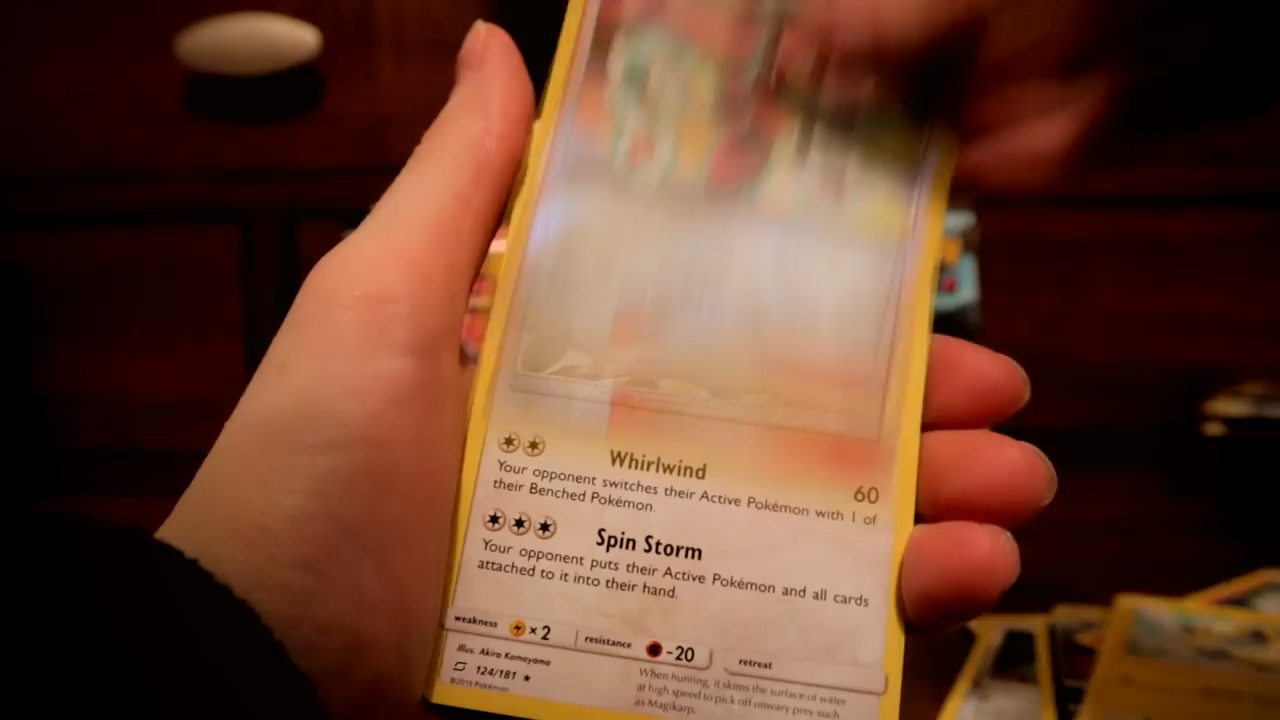 Whirlwind 60
Your opponent switches their Active Pokémon with 1 of
their Benched Pokémon.
Spin Storm
Your opponent puts their Active Pokémon and all cards
attached to it into their hand.
weakness ×2 resistance -20 retreat
Illus. Akira Komayama
124/181
©2019 Pokémon
When hunting, it skims the surface of water
at high speed to pick off unwary prey such
as Magikarp.